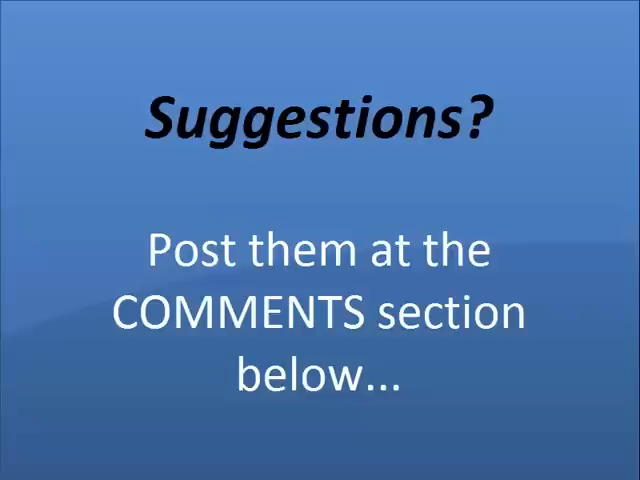 Suggestions?
Post them at the
COMMENTS section
below...